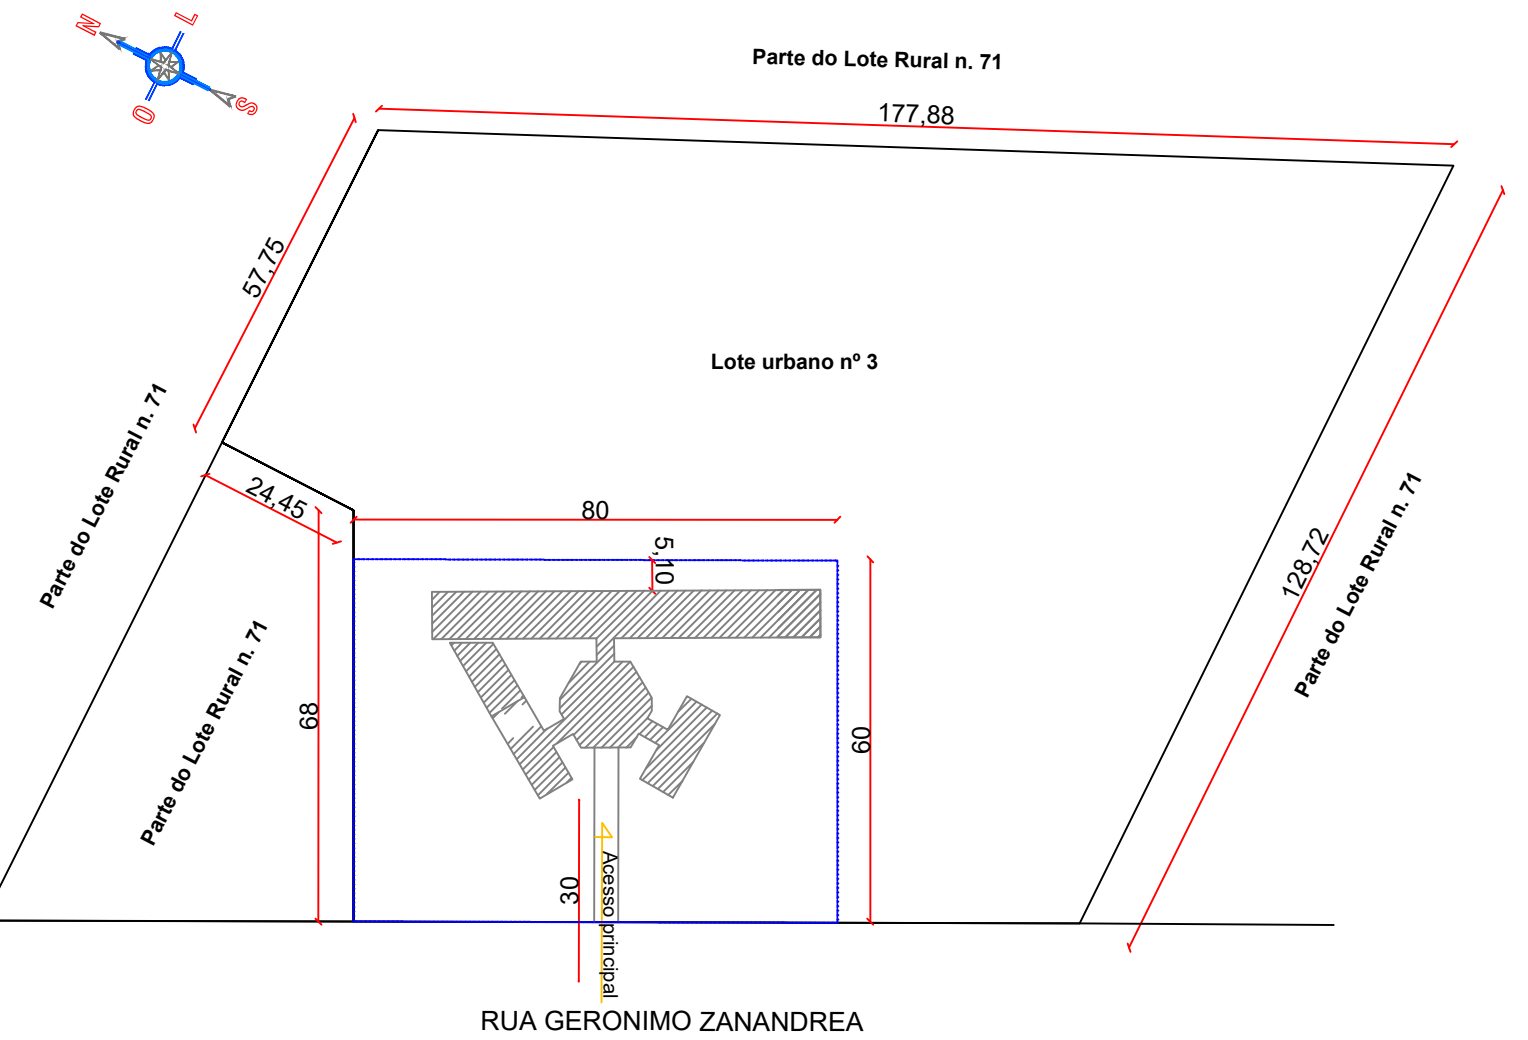 N
L
O
S
Parte do Lote Rural n. 71
177,88
57,75
Lote urbano nº 3
Parte do Lote Rural n. 71
24,45
80
5,10
128,72
Parte do Lote Rural n. 71
Parte do Lote Rural n. 71
68
60
30
Acesso principal
RUA GERONIMO ZANANDREA